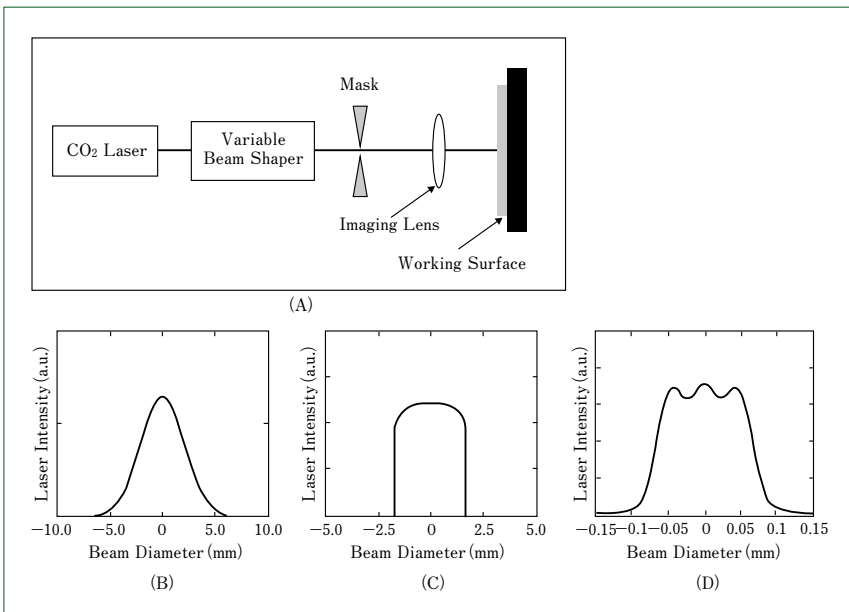 Mask
CO₂ Laser
Variable
Beam Shaper
Imaging Lens
Working Surface
(A)
Laser Intensity (a.u.)
−10.0 −5.0 0 5.0 10.0
Beam Diameter (mm)
(B)
Laser Intensity (a.u.)
−5.0 −2.5 0 2.5 5.0
Beam Diameter (mm)
(C)
Laser Intensity (a.u.)
−0.15 −0.1 −0.05 0 0.05 0.1 0.15
Beam Diameter (mm)
(D)